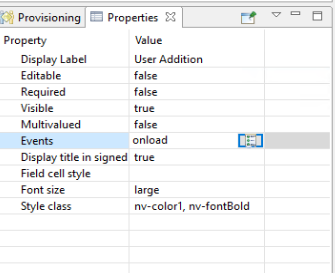 Provisioning Properties
Property Value
Display Label User Addition
Editable false
Required false
Visible true
Multivalued false
Events onload
Display title in signed true
Field cell style
Font size large
Style class nv-color1, nv-fontBold